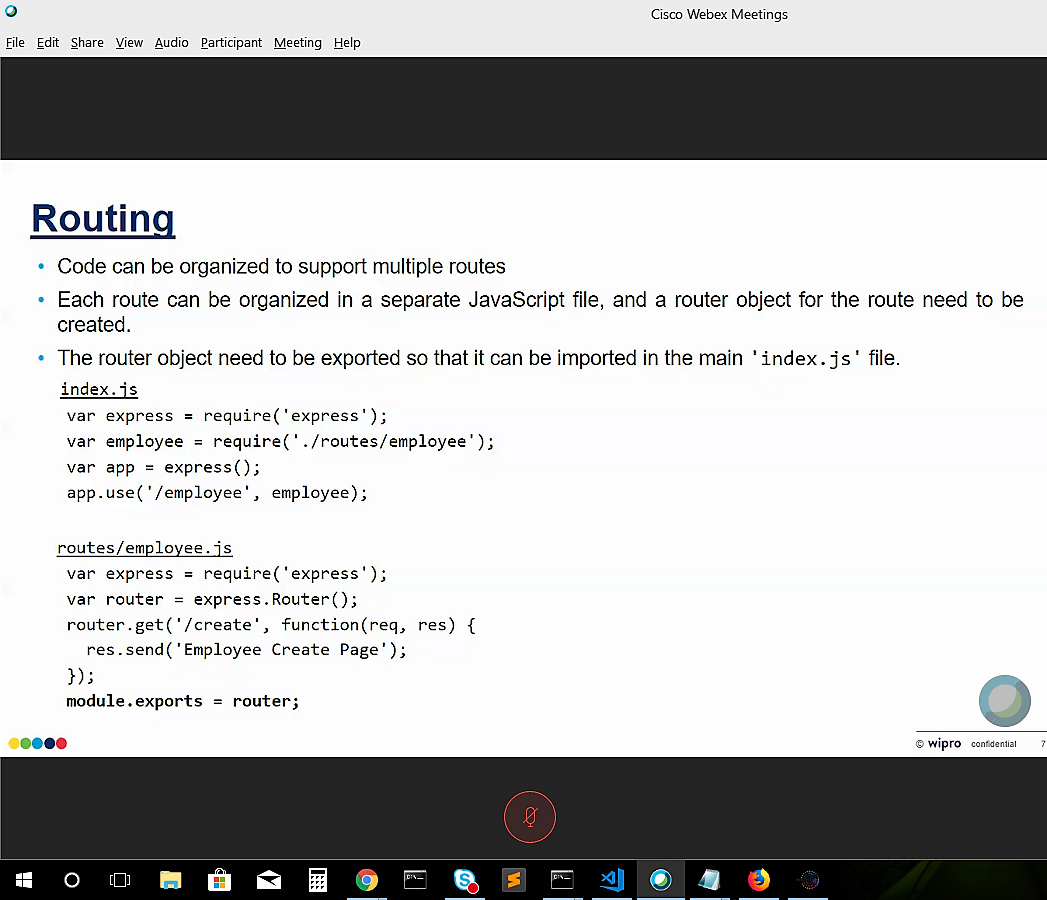 Cisco Webex Meetings
File Edit Share View Audio Participant Meeting Help
Routing
• Code can be organized to support multiple routes
• Each route can be organized in a separate JavaScript file, and a router object for the route need to be
created.
• The router object need to be exported so that it can be imported in the main 'index.js' file.
index.js
var express = require('express');
var employee = require('./routes/employee');
var app = express();
app.use('/employee', employee);
routes/employee.js
var express = require('express');
var router = express.Router();
router.get('/create', function(req, res) {
res.send('Employee Create Page');
});
module.exports = router;
© wipro confidential 7